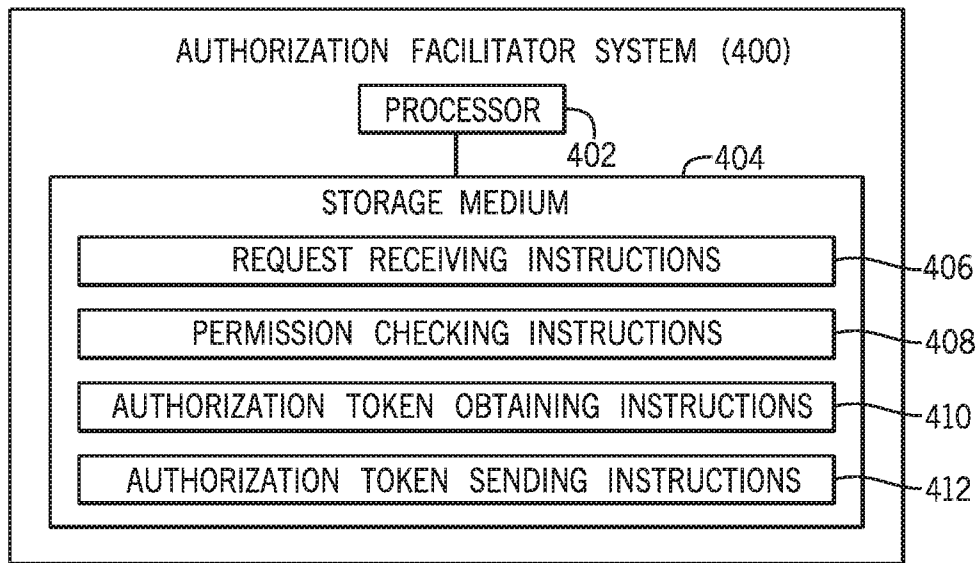 AUTHORIZATION FACILITATOR SYSTEM (400)
PROCESSOR
402
404
STORAGE MEDIUM
REQUEST RECEIVING INSTRUCTIONS
406
PERMISSION CHECKING INSTRUCTIONS
408
AUTHORIZATION TOKEN OBTAINING INSTRUCTIONS
410
AUTHORIZATION TOKEN SENDING INSTRUCTIONS
412